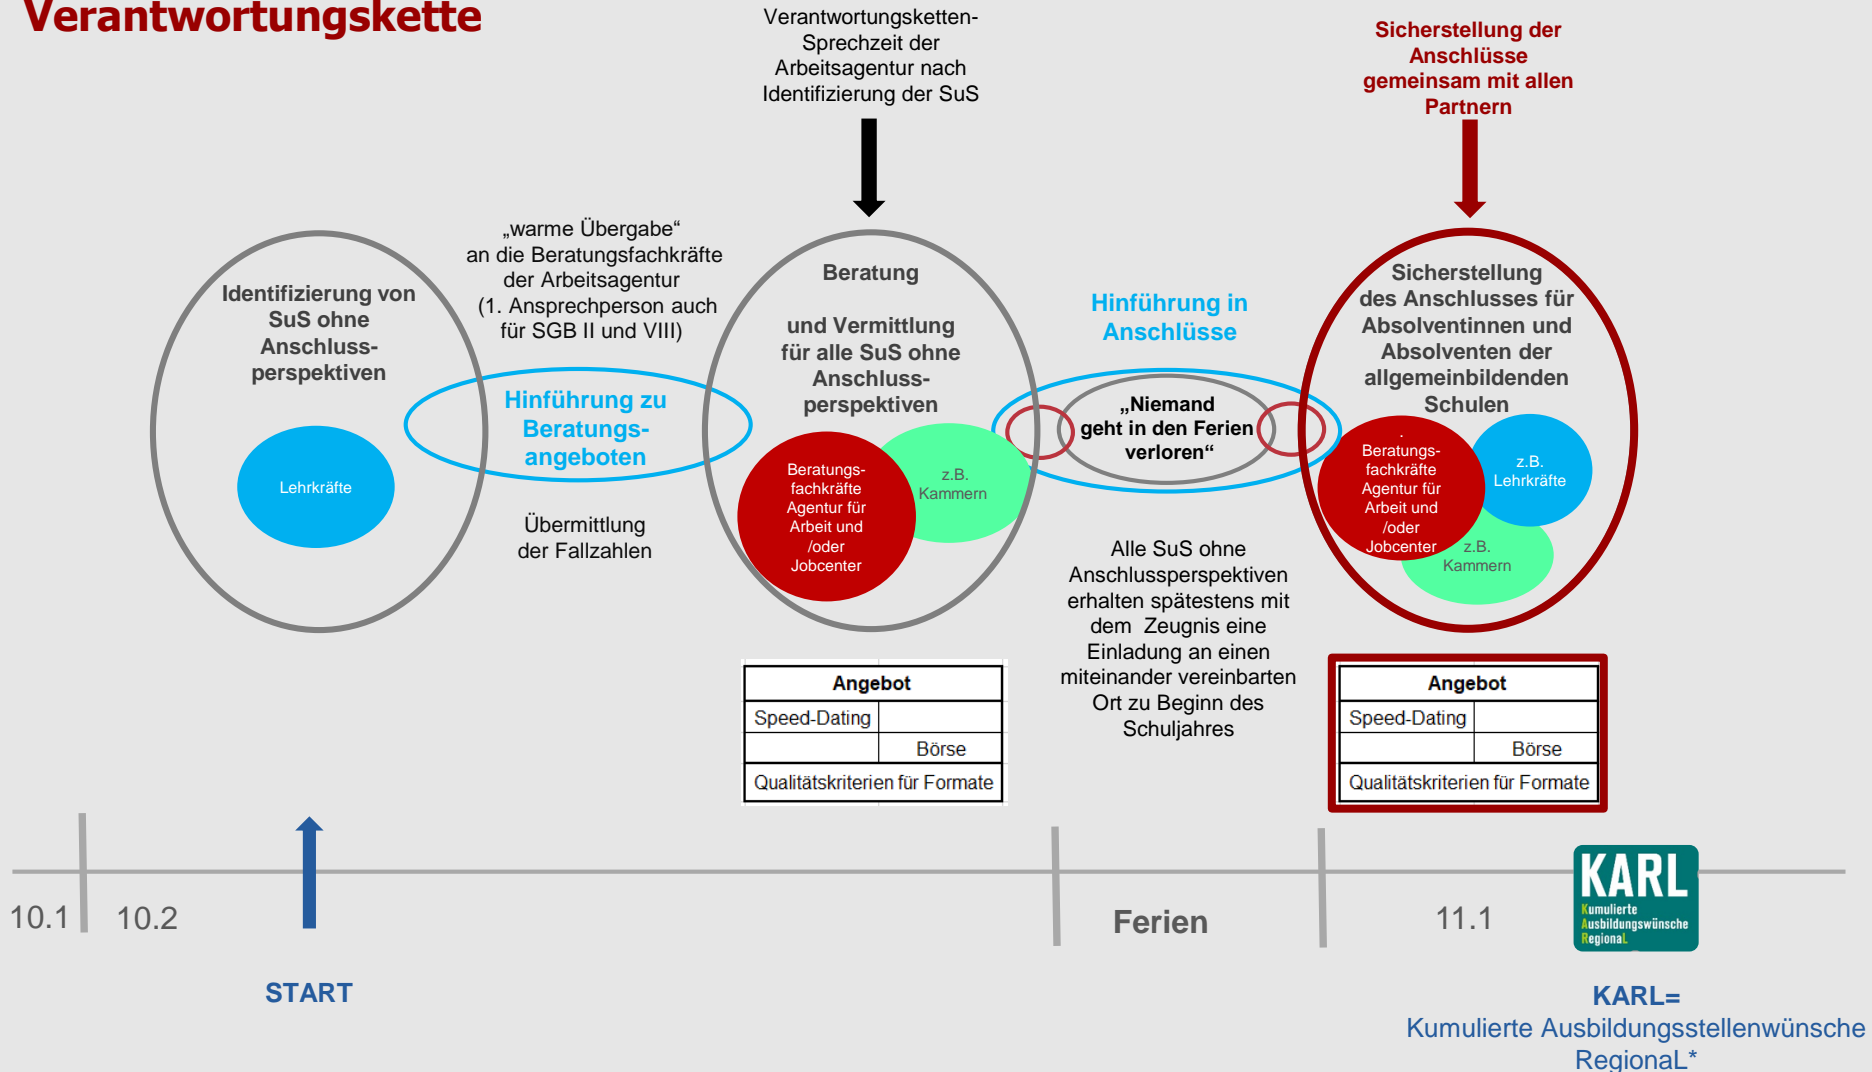 Verantwortungskette
Verantwortungsketten-
Sprechzeit der
Arbeitsagentur nach
Identifizierung der SuS
Sicherstellung der
Anschlüsse
gemeinsam mit allen
Partnern
Identifizierung von
SuS ohne
Anschluss-
perspektiven
Lehrkräfte
„warme Übergabe“
an die Beratungsfachkräfte
der Arbeitsagentur
(1. Ansprechperson auch
für SGB II und VIII)
Hinführung zu
Beratungs-
angeboten
Übermittlung
der Fallzahlen
Beratung
und Vermittlung
für alle SuS ohne
Anschluss-
perspektiven
Beratungs-
fachkräfte
Agentur für
Arbeit und
/oder
Jobcenter
z.B.
Kammern
Hinführung in
Anschlüsse
„Niemand
geht in den Ferien
verloren“
Alle SuS ohne
Anschlussperspektiven
erhalten spätestens mit
dem Zeugnis eine
Einladung an einen
miteinander vereinbarten
Ort zu Beginn des
Schuljahres
Sicherstellung
des Anschlusses für
Absolventinnen und
Absolventen der
allgemeinbildenden
Schulen
.
Beratungs-
fachkräfte
Agentur für
Arbeit und
/oder
Jobcenter
z.B.
Lehrkräfte
z.B.
Kammern
Angebot
Speed-Dating
Börse
Qualitätskriterien für Formate
Angebot
Speed-Dating
Börse
Qualitätskriterien für Formate
10.1
10.2
Ferien
11.1
KARL
Kumulierte
Ausbildungswünsche
RegionaL
START
KARL=
Kumulierte Ausbildungsstellenwünsche
RegionaL*